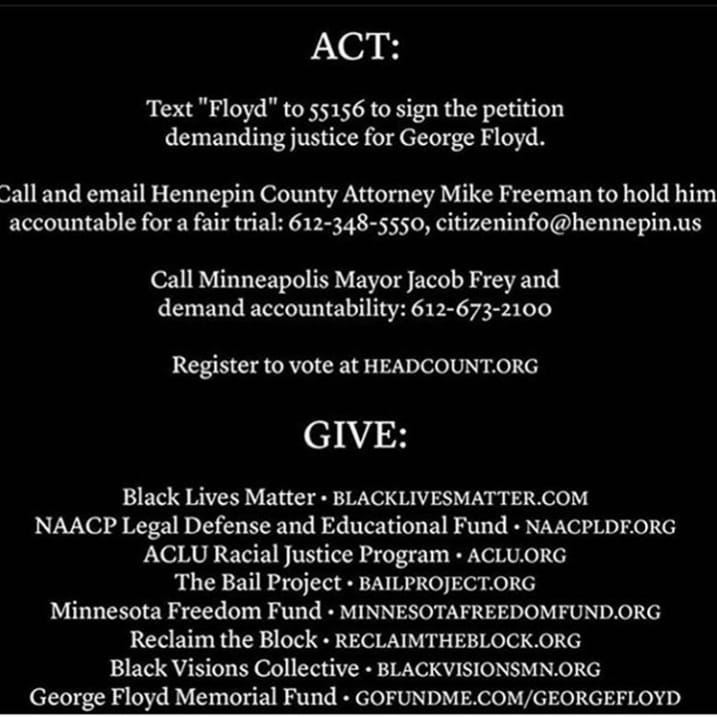 ACT:
Text "Floyd" to 55156 to sign the petition
demanding justice for George Floyd.
Call and email Hennepin County Attorney Mike Freeman to hold him
accountable for a fair trial: 612-348-5550, citizeninfo@hennepin.us
Call Minneapolis Mayor Jacob Frey and
demand accountability: 612-673-2100
Register to vote at HEADCOUNT.ORG
GIVE:
Black Lives Matter • BLACKLIVESMATTER.COM
NAACP Legal Defense and Educational Fund • NAACPLDF.ORG
ACLU Racial Justice Program • ACLU.ORG
The Bail Project • BAILPROJECT.ORG
Minnesota Freedom Fund • MINNESOTAFREEDOMFUND.ORG
Reclaim the Block • RECLAIMTHEBLOCK.ORG
Black Visions Collective • BLACKVISIONSMN.ORG
George Floyd Memorial Fund • GOFUNDME.COM/GEORGEFLOYD